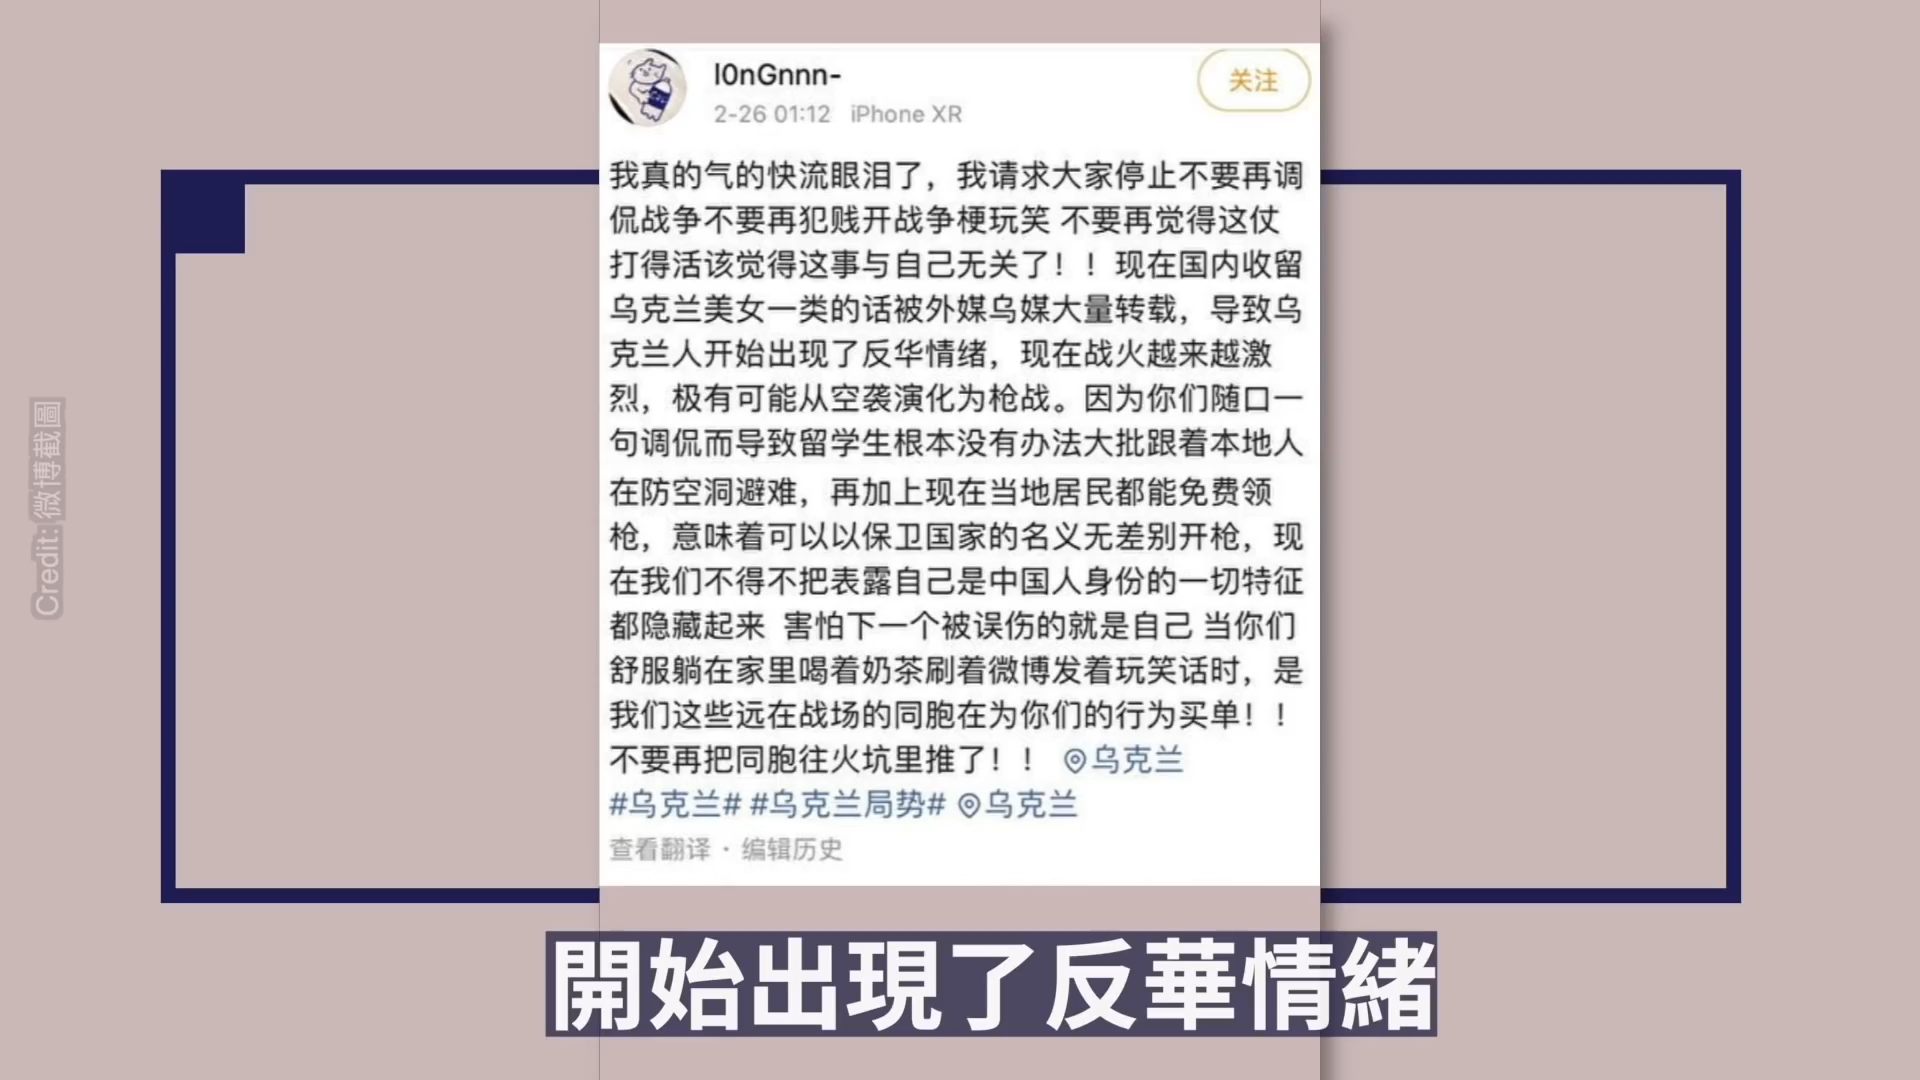 l0nGnnn-
关注
2-26 01:12 iPhone XR
我真的气的快流眼泪了，我请求大家停止不要再调
侃战争不要再犯贱开战争梗玩笑 不要再觉得这仗
打得活该觉得这事与自己无关了！！现在国内收留
乌克兰美女一类的话被外媒乌媒大量转载，导致乌
克兰人开始出现了反华情绪，现在战火越来越激
烈，极有可能从空袭演化为枪战。因为你们随口一
句调侃而导致留学生根本没有办法大批跟着本地人
在防空洞避难，再加上现在当地居民都能免费领
枪，意味着可以以保卫国家的名义无差别开枪，现
在我们不得不把表露自己是中国人身份的一切特征
都隐藏起来 害怕下一个被误伤的就是自己 当你们
舒服躺在家里喝着奶茶刷着微博发着玩笑话时，是
我们这些远在战场的同胞在为你们的行为买单！！
不要再把同胞往火坑里推了！！ 乌克兰
#乌克兰# #乌克兰局势# 乌克兰
查看翻译 · 编辑历史
Credit:微博截圖
開始出現了反華情緒